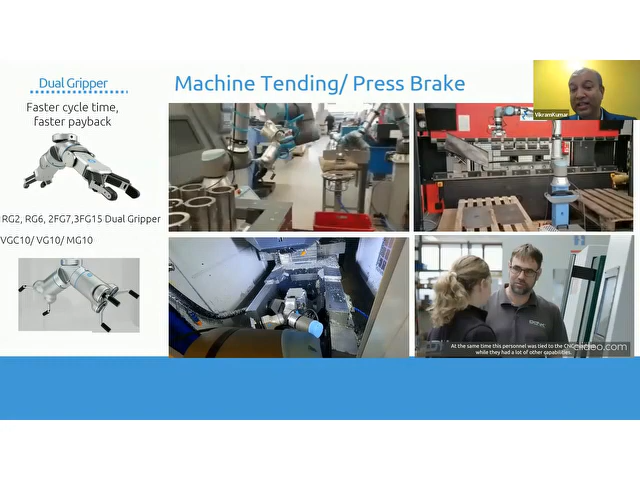 Dual Gripper
Faster cycle time,
faster payback
RG2, RG6, 2FG7,3FG15 Dual Gripper
VGC10/ VG10/ MG10
Machine Tending/ Press Brake
VikramKumar
At the same time this personnel was tied to the CNC
while they had a lot of other capabilities.